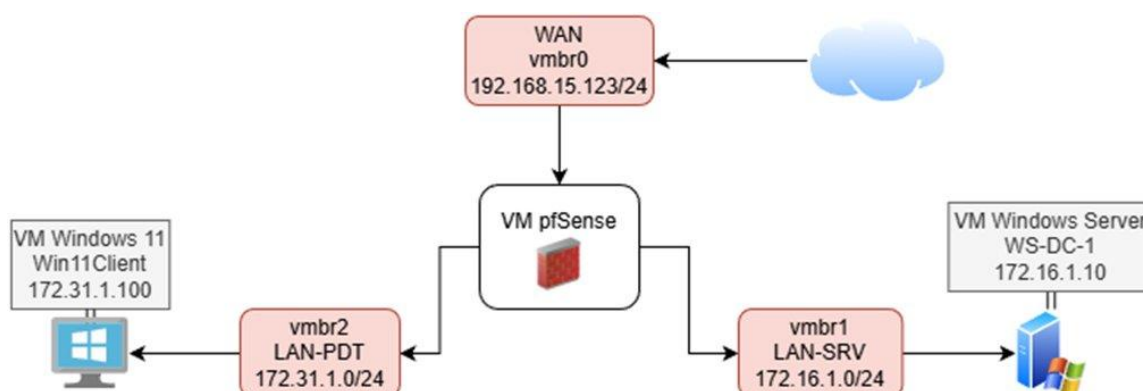 WAN
vmbr0
192.168.15.123/24
VM pfSense
VM Windows 11
Win11Client
172.31.1.100
VM Windows Server
WS-DC-1
172.16.1.10
vmbr2
LAN-PDT
172.31.1.0/24
vmbr1
LAN-SRV
172.16.1.0/24